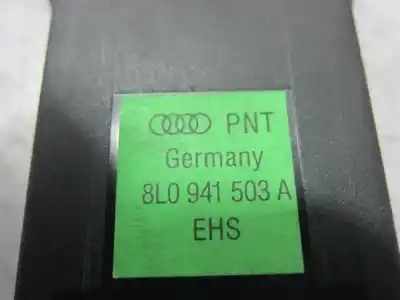 PNT
Germany
8L0 941 503 A
EHS